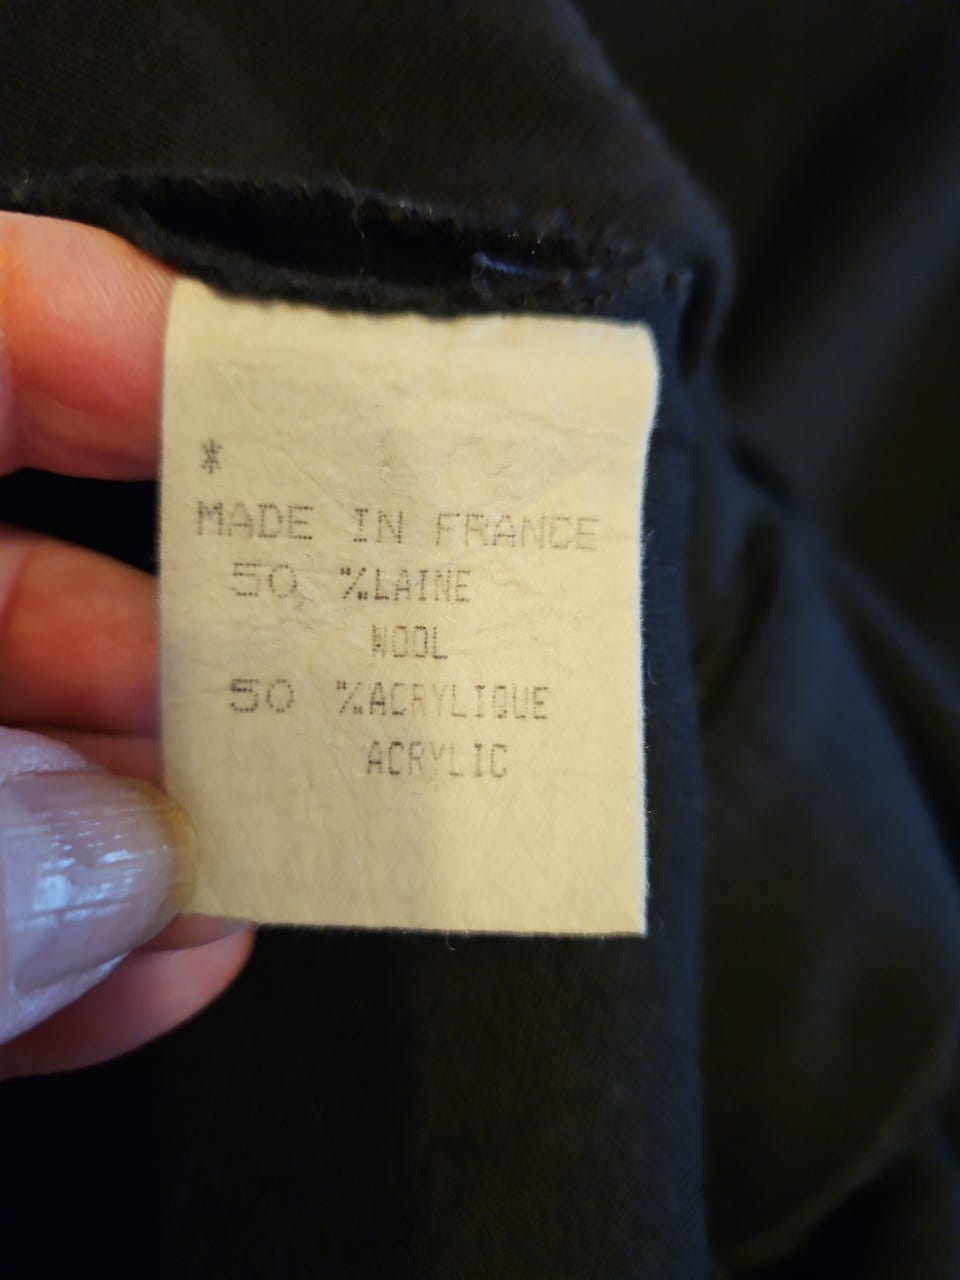 *
MADE IN FRANCE
50 %LAINE
WOOL
50 %ACRYLIQUE
ACRYLIC